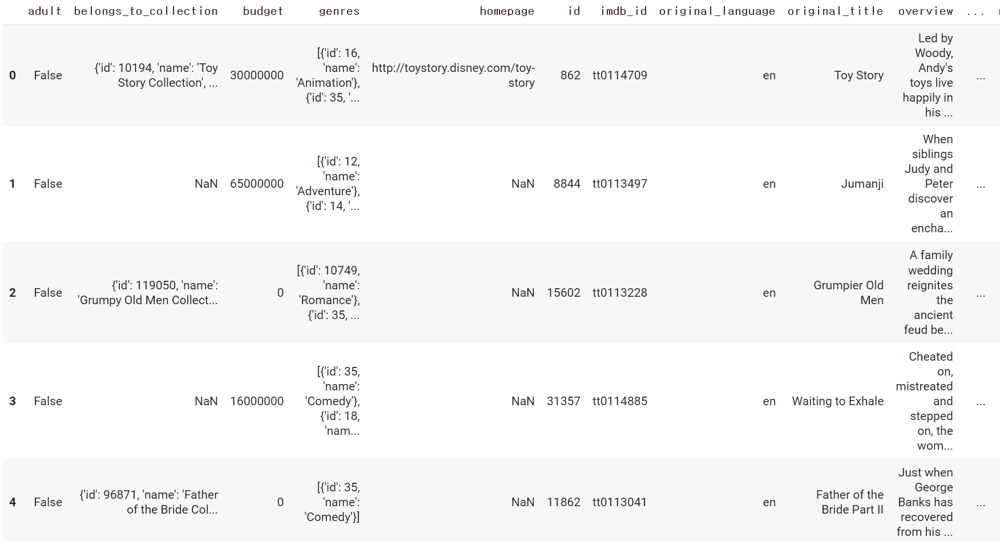 adult belongs_to_collection budget genres homepage id imdb_id original_language original_title overview ...
0 False {'id': 10194, 'name': 'Toy Story Collection', ... 30000000 [{'id': 16, 'name': 'Animation'}, {'id': 35, '... http://toystory.disney.com/toy-story 862 tt0114709 en Toy Story Led by Woody, Andy's toys live happily in his ... ...
1 False NaN 65000000 [{'id': 12, 'name': 'Adventure'}, {'id': 14, '... NaN 8844 tt0113497 en Jumanji When siblings Judy and Peter discover an encha... ...
2 False {'id': 119050, 'name': 'Grumpy Old Men Collect... 0 [{'id': 10749, 'name': 'Romance'}, {'id': 35, ... NaN 15602 tt0113228 en Grumpier Old Men A family wedding reignites the ancient feud be... ...
3 False NaN 16000000 [{'id': 35, 'name': 'Comedy'}, {'id': 18, 'nam... NaN 31357 tt0114885 en Waiting to Exhale Cheated on, mistreated and stepped on, the wom... ...
4 False {'id': 96871, 'name': 'Father of the Bride Col... 0 [{'id': 35, 'name': 'Comedy'}] NaN 11862 tt0113041 en Father of the Bride Part II Just when George Banks has recovered from his ... ...